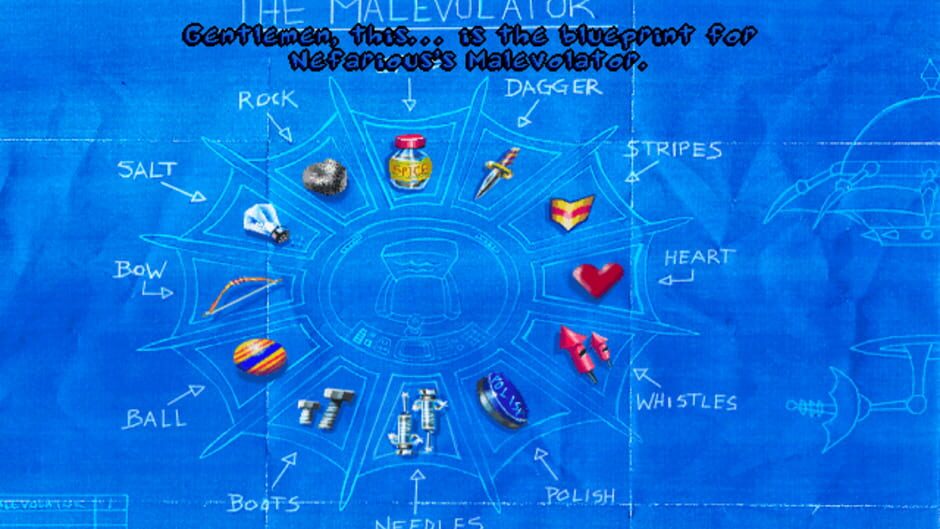 THE MALEVOLATOR
Gentlemen, this... is the blueprint for
Nefarious's Malevolator.
ROCK
DAGGER
SALT
SPICE
STRIPES
BOW
HEART
BALL
POLISH
WHISTLES
BOOTS
NEEDLES
POLISH
MALEVOLATOR